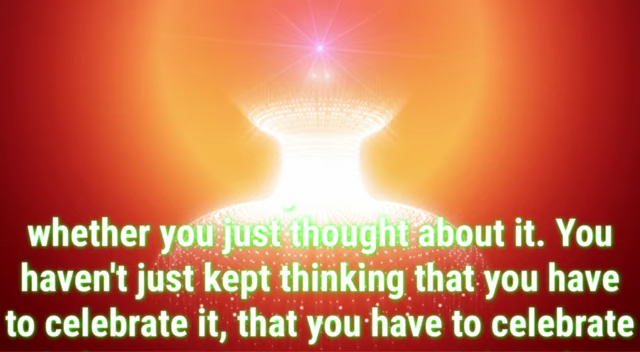 whether you just thought about it. You
haven't just kept thinking that you have
to celebrate it, that you have to celebrate